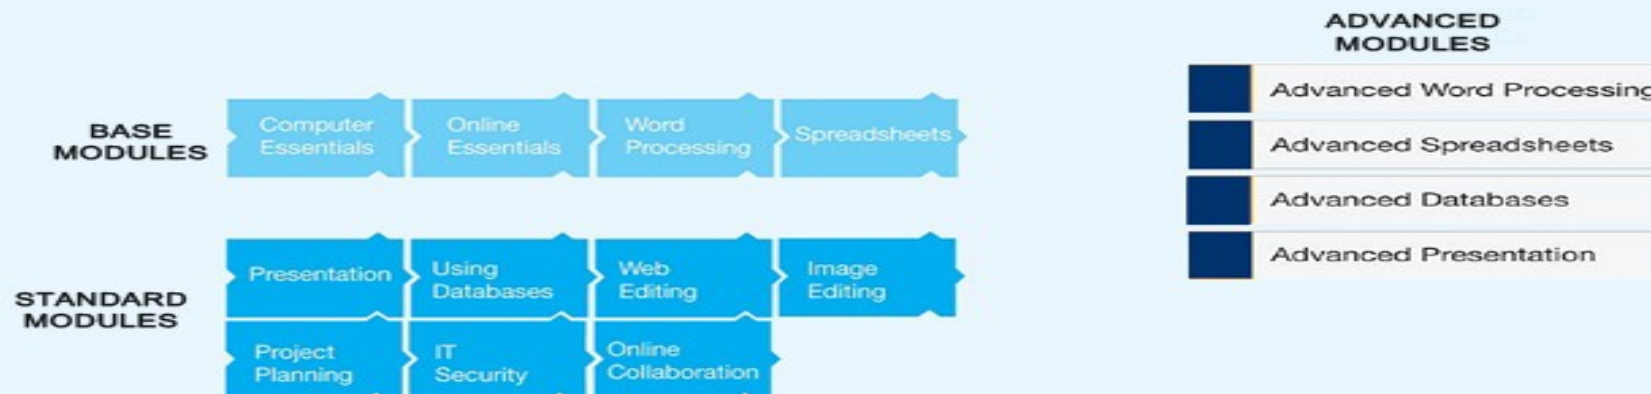 BASE
MODULES
Computer
Essentials
Online
Essentials
Word
Processing
Spreadsheets
STANDARD
MODULES
Presentation
Using
Databases
Web
Editing
Image
Editing
Project
Planning
IT
Security
Online
Collaboration
ADVANCED
MODULES
Advanced Word Processing
Advanced Spreadsheets
Advanced Databases
Advanced Presentation